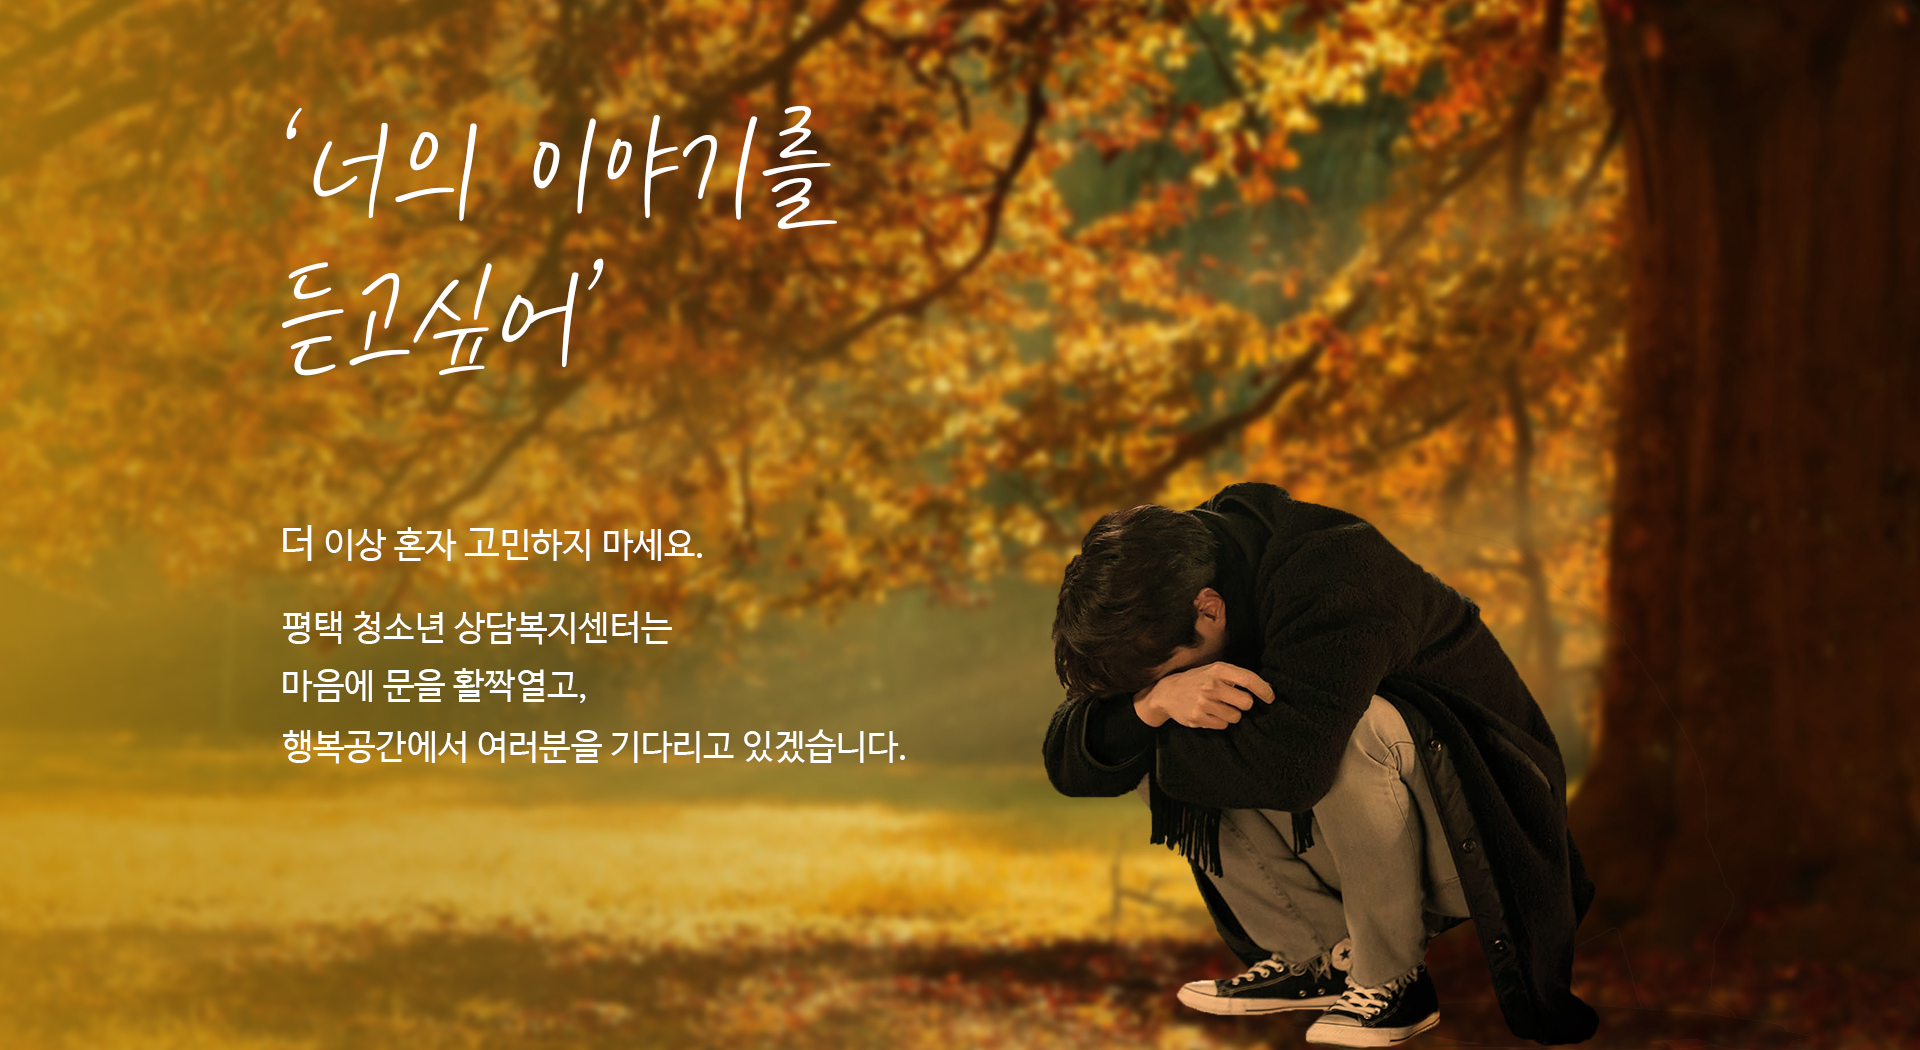 ‘너의 이야기를
듣고싶어’
더 이상 혼자 고민하지 마세요.
평택 청소년 상담복지센터는
마음에 문을 활짝열고,
행복공간에서 여러분을 기다리고 있겠습니다.